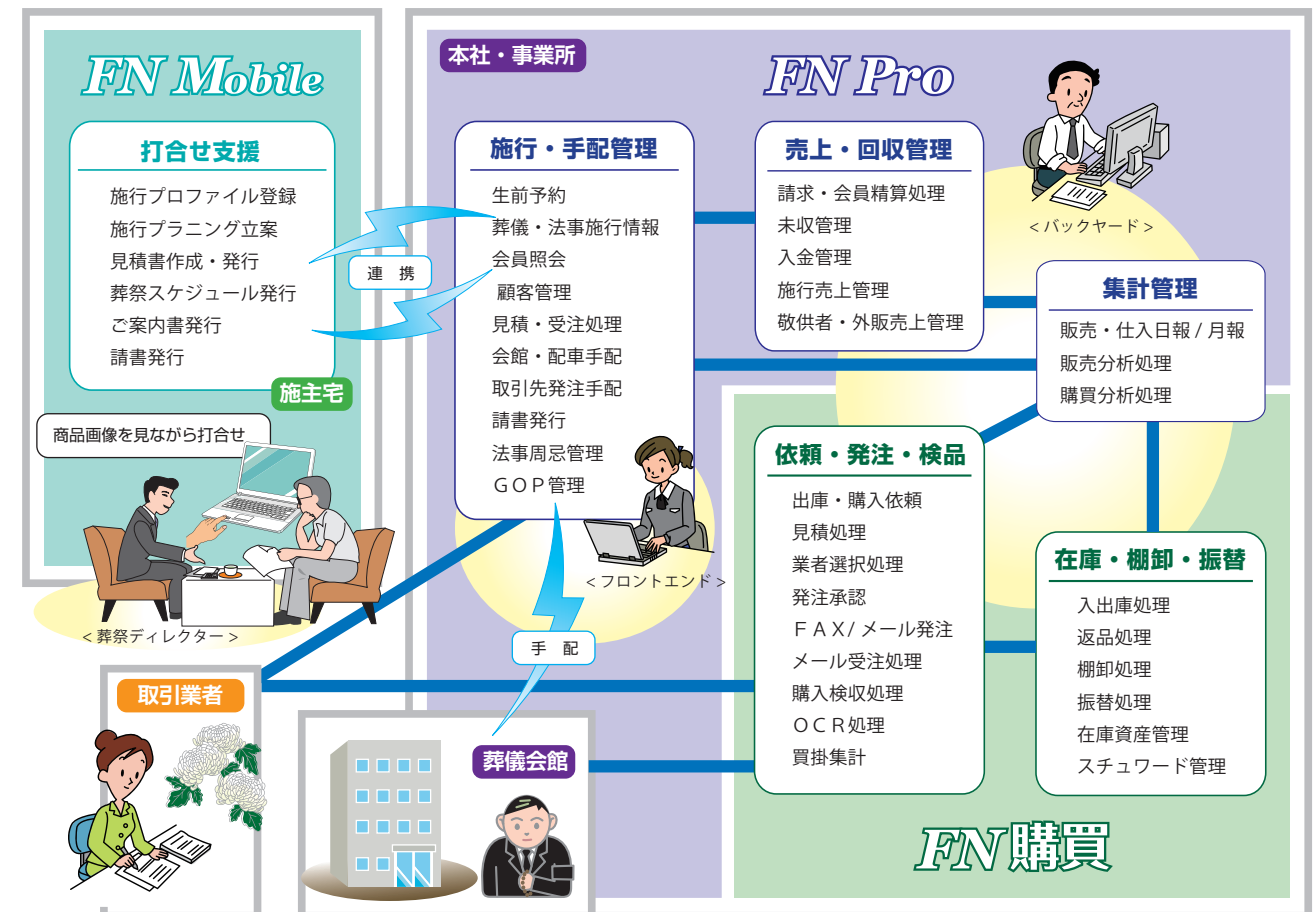 FN Mobile
打合せ支援
施行プロファイル登録
施行プラニング立案
見積書作成・発行
葬祭スケジュール発行
ご案内書発行
請書発行
施主宅
商品画像を見ながら打合せ
< 葬祭ディレクター >
連 携
本社・事業所
FN Pro
施行・手配管理
生前予約
葬儀・法事施行情報
会員照会
顧客管理
見積・受注処理
会館・配車手配
取引先発注手配
請書発行
法事周忌管理
GOP管理
< フロントエンド >
売上・回収管理
請求・会員精算処理
未収管理
入金管理
施行売上管理
敬供者・外販売上管理
< バックヤード >
集計管理
販売・仕入日報 / 月報
販売分析処理
購買分析処理
依頼・発注・検品
出庫・購入依頼
見積処理
業者選択処理
発注承認
FAX/ メール発注
メール受注処理
購入検収処理
OCR処理
買掛集計
在庫・棚卸・振替
入出庫処理
返品処理
棚卸処理
振替処理
在庫資産管理
スチュワード管理
FN購買
手 配
取引業者
葬儀会館